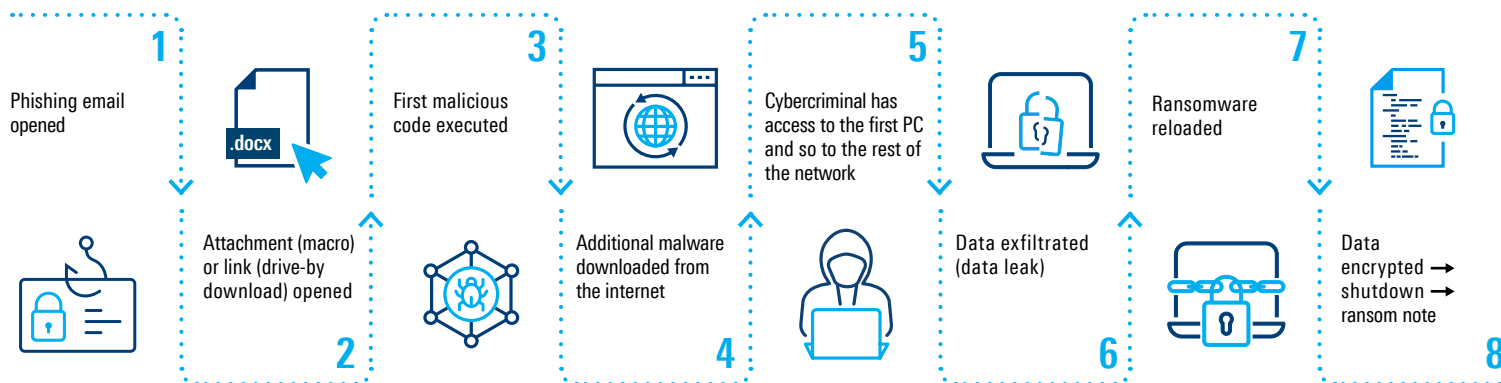 1
Phishing email
opened
.docx
Attachment (macro)
or link (drive-by
download) opened
2
3
First malicious
code executed
Additional malware
downloaded from
the internet
4
5
Cybercriminal has
access to the first PC
and so to the rest of
the network
Data exfiltrated
(data leak)
6
7
Ransomware
reloaded
Data
encrypted →
shutdown →
ransom note
8